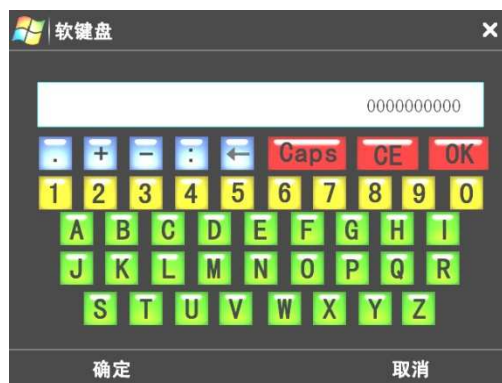 软键盘 ×
0000000000
. + - : ← Caps CE OK
1 2 3 4 5 6 7 8 9 0
A B C D E F G H I
J K L M N O P Q R
S T U V W X Y Z
确定 取消